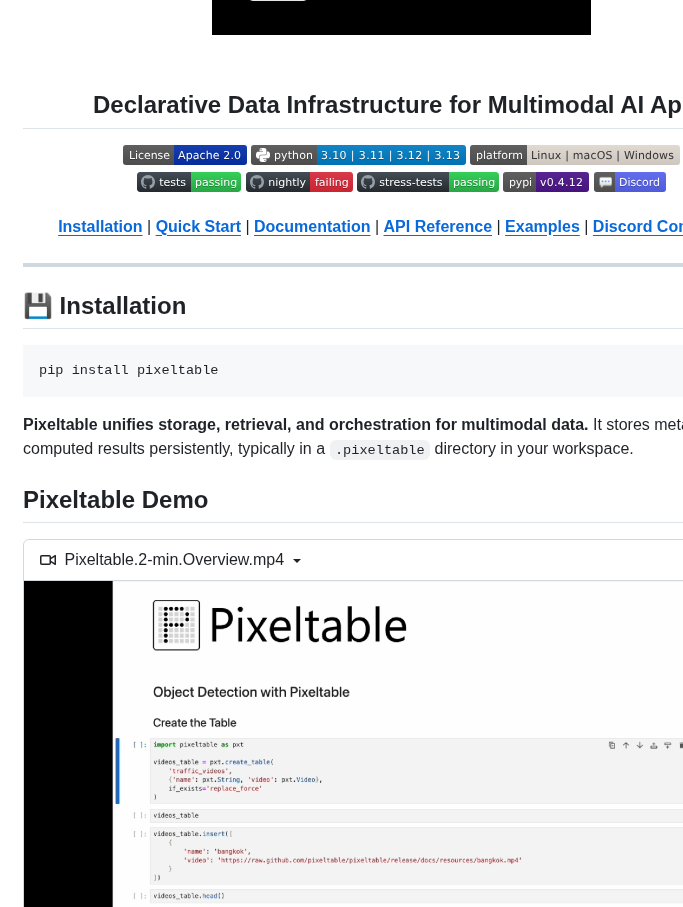 Declarative Data Infrastructure for Multimodal AI Ap
License Apache 2.0 python 3.10 | 3.11 | 3.12 | 3.13 platform Linux | macOS | Windows
tests passing nightly failing stress-tests passing pypi v0.4.12 Discord
Installation | Quick Start | Documentation | API Reference | Examples | Discord Cor
💾 Installation
pip install pixeltable
Pixeltable unifies storage, retrieval, and orchestration for multimodal data. It stores meta
computed results persistently, typically in a .pixeltable directory in your workspace.
Pixeltable Demo
Pixeltable.2-min.Overview.mp4
Pixeltable
Object Detection with Pixeltable
Create the Table
[ ]: import pixeltable as pxt
videos_table = pxt.create_table(
'traffic_videos',
{'name': pxt.String, 'video': pxt.Video},
if_exists='replace_force'
)
[ ]: videos_table
[ ]: videos_table.insert([
{
'name': 'bangkok',
'video': 'https://raw.github.com/pixeltable/pixeltable/release/docs/resources/bangkok.mp4'
}
])
[ ]: videos_table.head()